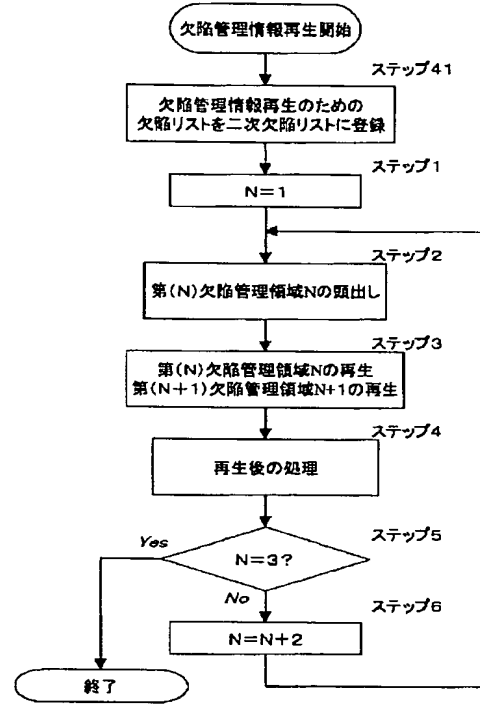 欠陥管理情報再生開始
ステップ41
欠陥管理情報再生のための
欠陥リストを二次欠陥リストに登録
ステップ1
N=1
ステップ2
第(N)欠陥管理領域Nの頭出し
ステップ3
第(N)欠陥管理領域Nの再生
第(N+1)欠陥管理領域N+1の再生
ステップ4
再生後の処理
ステップ5
Yes
N=3?
No
ステップ6
N=N+2
終了